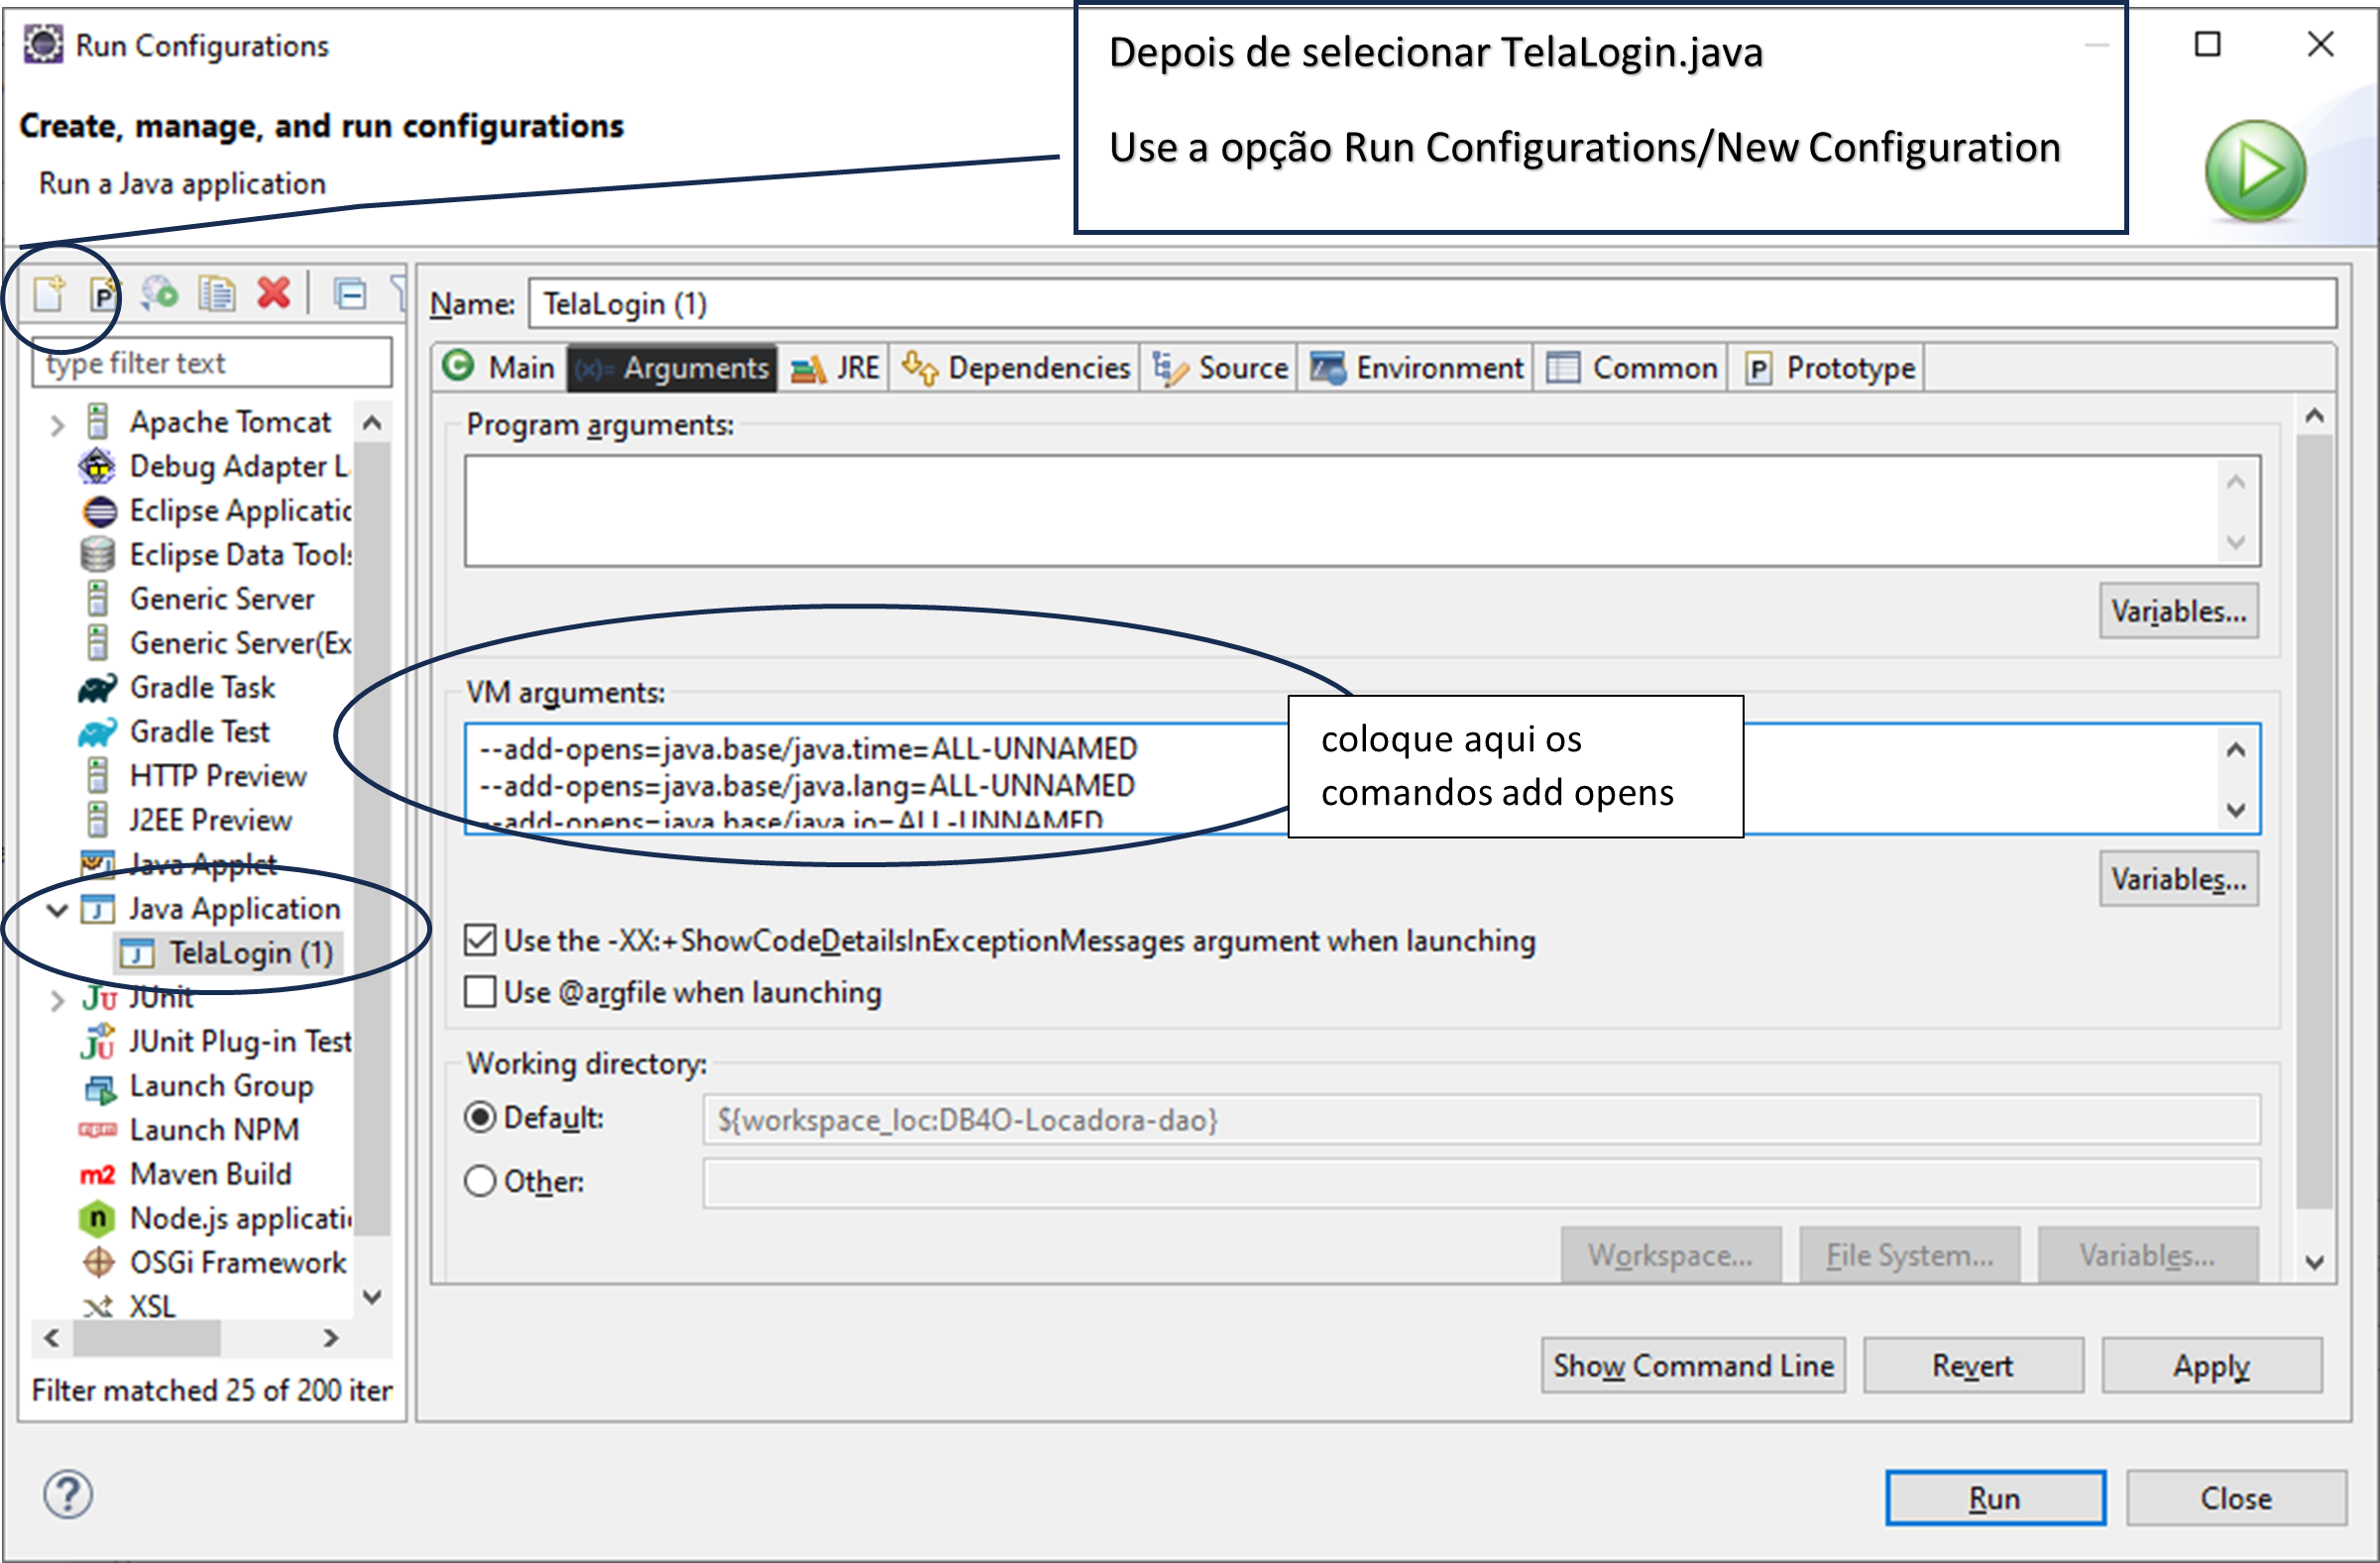 Run Configurations
Depois de selecionar TelaLogin.java
Use a opção Run Configurations/New Configuration
Create, manage, and run configurations
Run a Java application
type filter text
Apache Tomcat
Debug Adapter L
Eclipse Applicatic
Eclipse Data Tools
Generic Server
Generic Server(Ex
Gradle Task
Gradle Test
HTTP Preview
J2EE Preview
Java Applet
Java Application
TelaLogin (1)
JUnit
JUnit Plug-in Test
Launch Group
Launch NPM
Maven Build
Node.js applicati
OSGi Framework
XSL
Filter matched 25 of 200 iter
Name: TelaLogin (1)
Main Arguments JRE Dependencies Source Environment Common Prototype
Program arguments:
Variables...
VM arguments:
--add-opens=java.base/java.time=ALL-UNNAMED
--add-opens=java.base/java.lang=ALL-UNNAMED
--add-opens=java.base/java.io=ALL-UNNAMED
coloque aqui os
comandos add opens
Variables...
Use the -XX:+ShowCodeDetailsInExceptionMessages argument when launching
Use @argfile when launching
Working directory:
Default: ${workspace_loc:DB4O-Locadora-dao}
Other:
Workspace... File System... Variables...
Show Command Line Revert Apply
Run Close